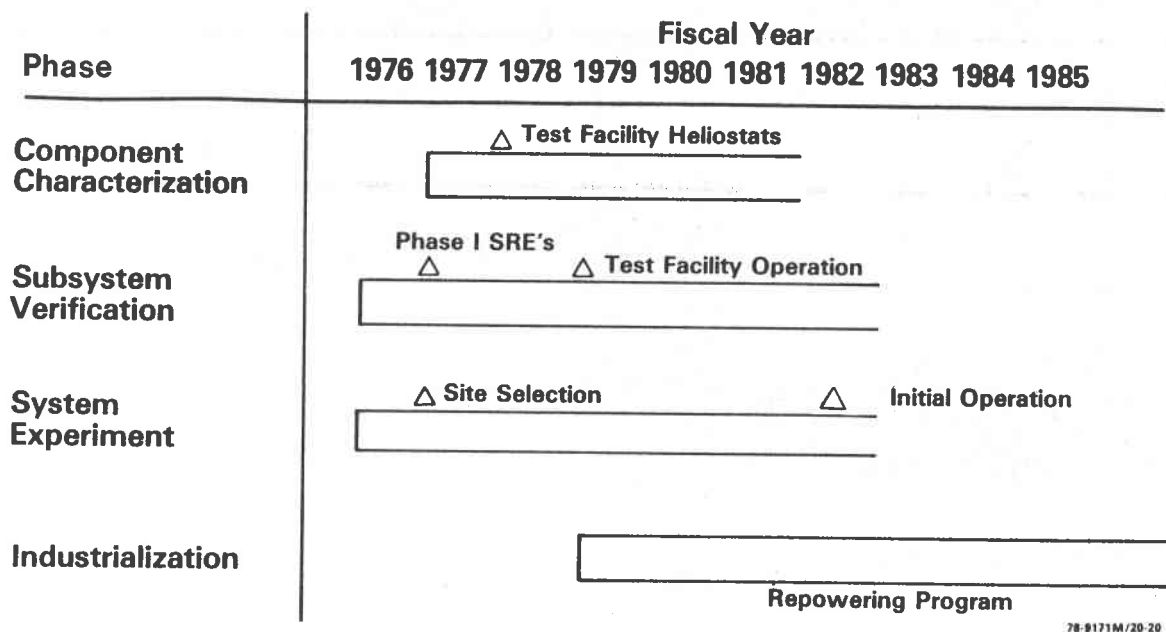 Fiscal Year
Phase
1976 1977 1978 1979 1980 1981 1982 1983 1984 1985
△ Test Facility Heliostats
Component
Characterization
Phase I SRE's
△ △ Test Facility Operation
Subsystem
Verification
△ Site Selection △ Initial Operation
System
Experiment
Industrialization
Repowering Program
78-9171M/20-20